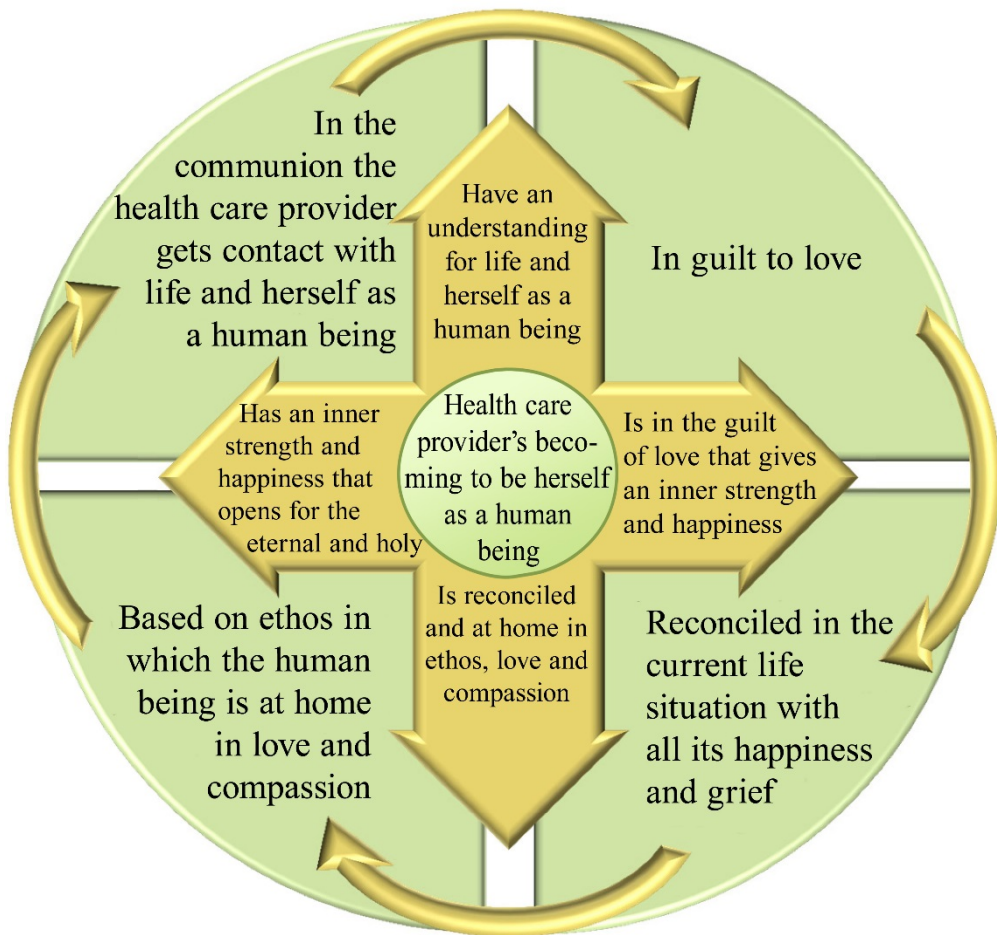 In the
communion the
health care provider
gets contact with
life and herself as
a human being
Have an
understanding
for life and
herself as a
human being
In guilt to love
Has an inner
strength and
happiness that
opens for the
eternal and holy
Health care
provider's beco-
ming to be herself
as a human
being
Is in the guilt
of love that gives
an inner strength
and happiness
Is reconciled
and at home in
ethos, love and
compassion
Based on ethos in
which the human
being is at home
in love and
compassion
Reconciled in the
current life
situation with
all its happiness
and grief